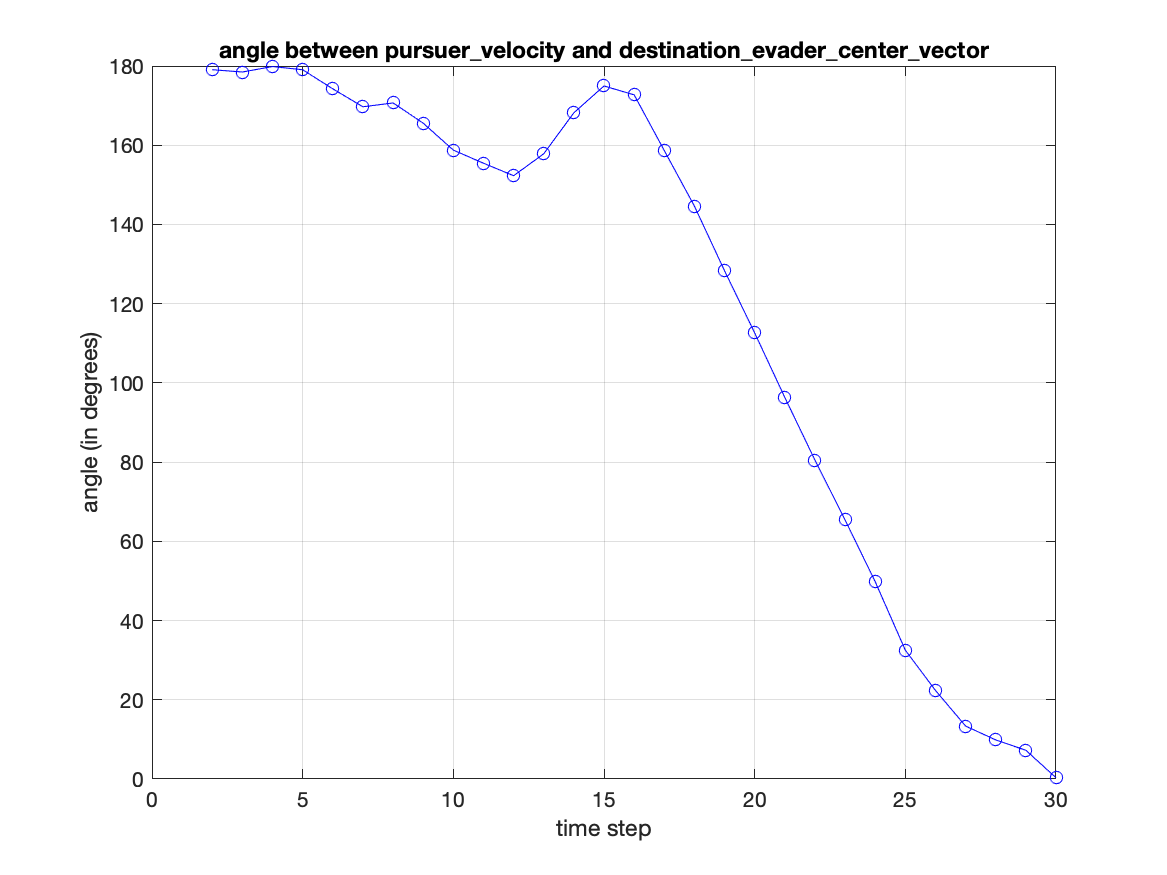 angle between pursuer_velocity and destination_evader_center_vector
180
160
140
120
100
80
60
40
20
0
angle (in degrees)
0 5 10 15 20 25 30
time step